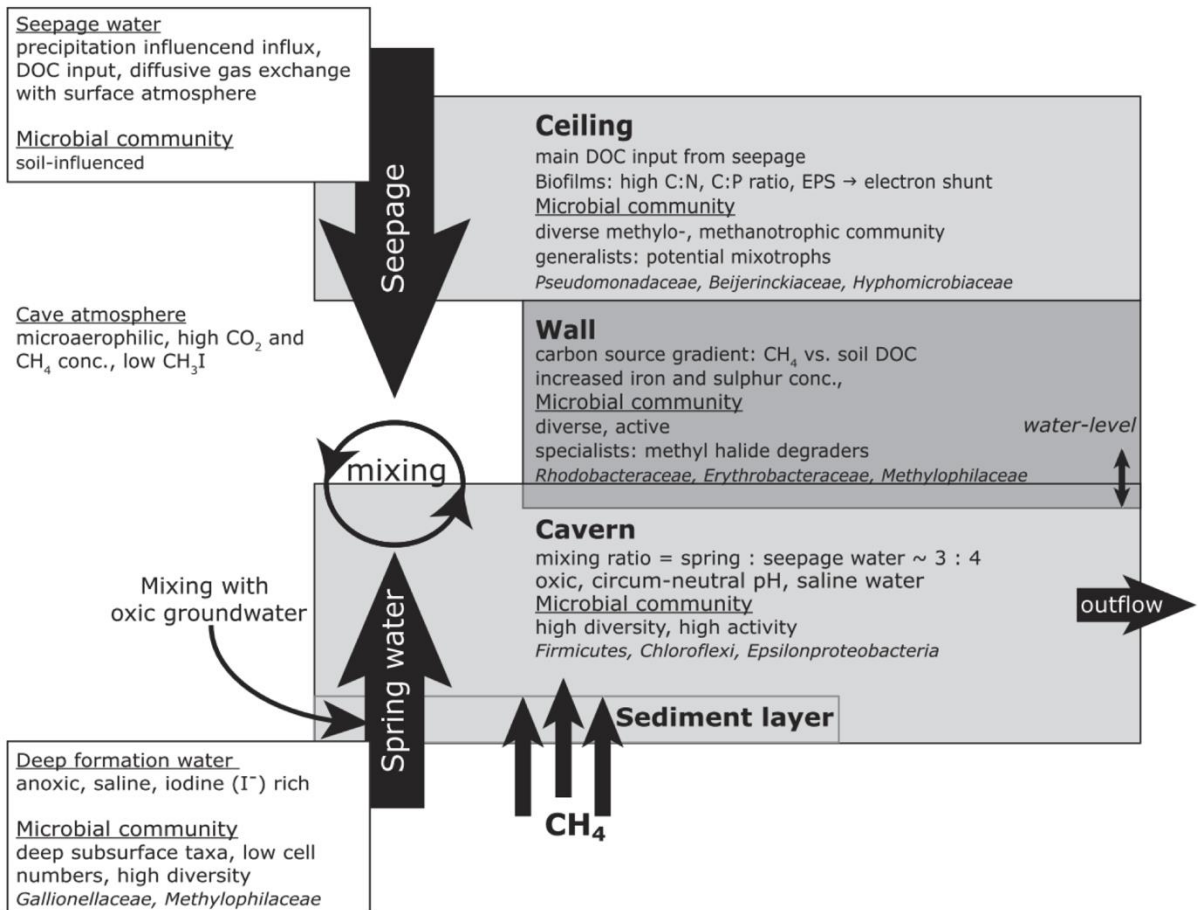 Seepage water
precipitation influencend influx,
DOC input, diffusive gas exchange
with surface atmosphere
Microbial community
soil-influenced
Seepage
Ceiling
main DOC input from seepage
Biofilms: high C:N, C:P ratio, EPS → electron shunt
Microbial community
diverse methylo-, methanotrophic community
generalists: potential mixotrophs
Pseudomonadaceae, Beijerinckiaceae, Hyphomicrobiaceae
Cave atmosphere
microaerophilic, high CO₂ and
CH₄ conc., low CH₃I
Wall
carbon source gradient: CH₄ vs. soil DOC
increased iron and sulphur conc.,
Microbial community
diverse, active
specialists: methyl halide degraders
Rhodobacteraceae, Erythrobacteraceae, Methylophilaceae
water-level
mixing
Cavern
mixing ratio = spring : seepage water ~ 3 : 4
oxic, circum-neutral pH, saline water
Microbial community
high diversity, high activity
Firmicutes, Chloroflexi, Epsilonproteobacteria
outflow
Mixing with
oxic groundwater
Spring water
Sediment layer
CH₄
Deep formation water
anoxic, saline, iodine (I⁻) rich
Microbial community
deep subsurface taxa, low cell
numbers, high diversity
Gallionellaceae, Methylophilaceae